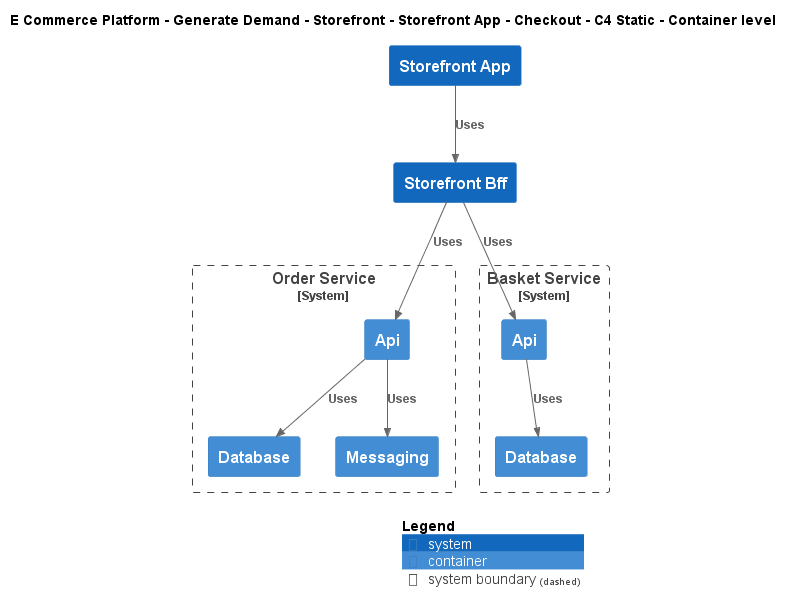 E Commerce Platform - Generate Demand - Storefront - Storefront App - Checkout - C4 Static - Container level
Storefront App
Uses
Storefront Bff
Uses
Uses
Order Service
[System]
Basket Service
[System]
Api
Api
Uses
Uses
Uses
Database
Messaging
Database
Legend
system
container
system boundary (dashed)